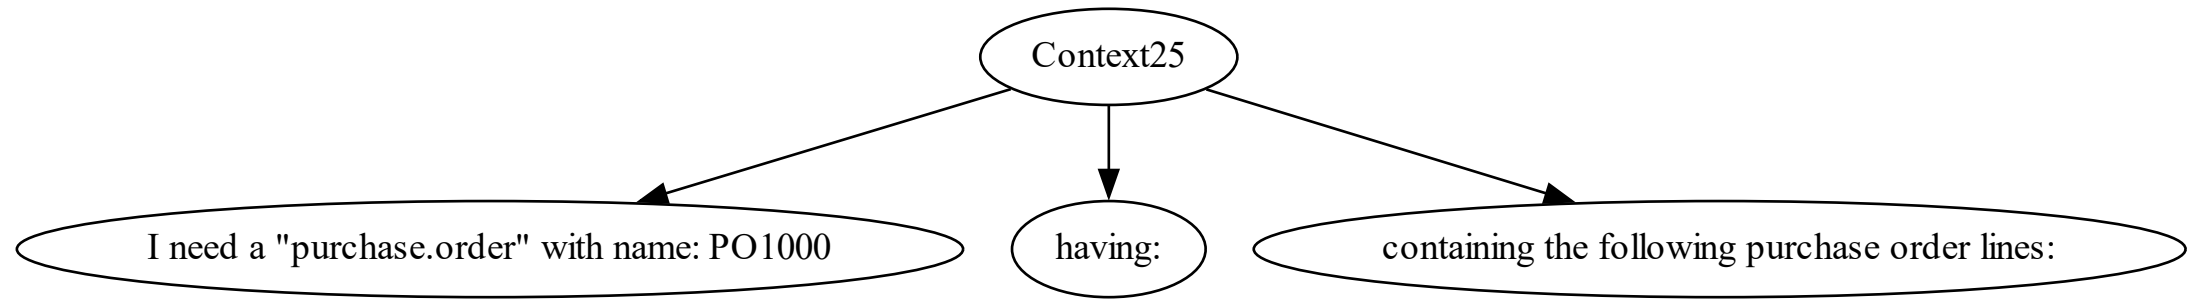 Context25
I need a "purchase.order" with name: PO1000
having:
containing the following purchase order lines: